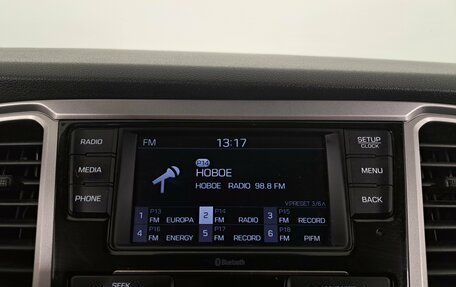 RADIO
MEDIA
PHONE
FM 13:17
P14
НОВОЕ
НОВОЕ RADIO 98.8 FM
PRESET 3/6
1 P13 FM EUROPA 2 P14 FM RADIO 3 P15 FM RECORD
4 P16 FM ENERGY 5 P17 FM RECORD 6 P18 FM PIFM
SETUP
CLOCK
MENU
BACK
Bluetooth
SEEK